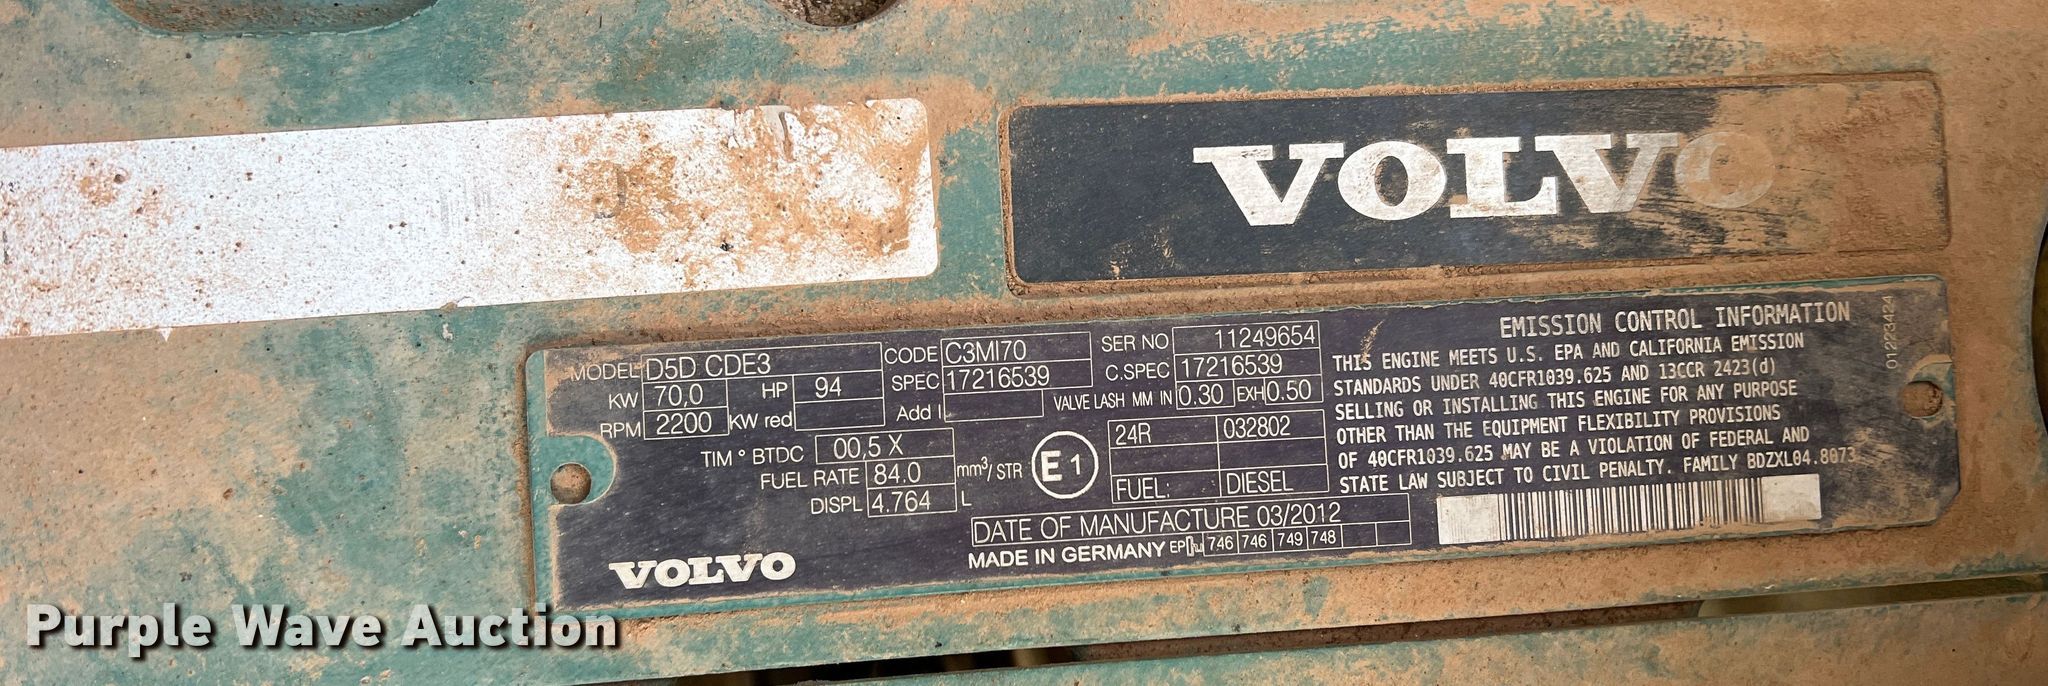 VOLVO
MODEL D5D CDE3 CODE C3MI70 SER NO 11249654
KW 70,0 HP 94 SPEC 17216539 C.SPEC 17216539
RPM 2200 KW red Add I VALVE LASH MM IN 0.30 EXH 0.50
TIM ° BTDC 00,5 X
FUEL RATE 84.0 mm³/STR
DISPL 4.764 L
E1
24R 032802
FUEL: DIESEL
DATE OF MANUFACTURE 03/2012
MADE IN GERMANY EP 746 746 749 748
VOLVO
EMISSION CONTROL INFORMATION
THIS ENGINE MEETS U.S. EPA AND CALIFORNIA EMISSION
STANDARDS UNDER 40CFR1039.625 AND 13CCR 2423(d)
SELLING OR INSTALLING THIS ENGINE FOR ANY PURPOSE
OTHER THAN THE EQUIPMENT FLEXIBILITY PROVISIONS
OF 40CFR1039.625 MAY BE A VIOLATION OF FEDERAL AND
STATE LAW SUBJECT TO CIVIL PENALTY. FAMILY BDZXL04.8073
01223424
Purple Wave Auction